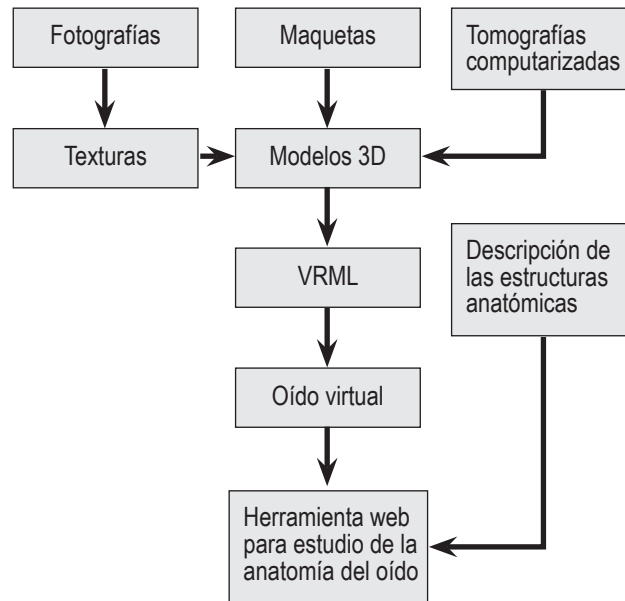 Fotografías
Maquetas
Tomografías
computarizadas
Texturas
Modelos 3D
VRML
Descripción de
las estructuras
anatómicas
Oído virtual
Herramienta web
para estudio de la
anatomía del oído